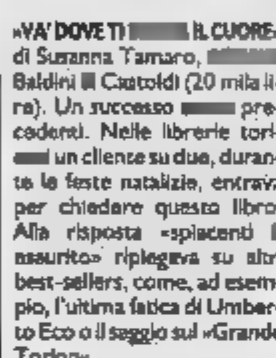 «VA' DOVE TI IL CUORE»
di Susanna Tamaro,
Baldini Castoldi (20 mila li-
re). Un successo pre-
cedenti. Nelle librerie tori-
un cliente su due, duran-
te le feste natalizie, entrava
per chiedere questo libro
Alla risposta «spiacenti
esaurito» ripiegava su altri
best-sellers, come, ad esem-
pio, l'ultima fatica di Umber-
to Eco o il saggio sul «Grande
Torino»